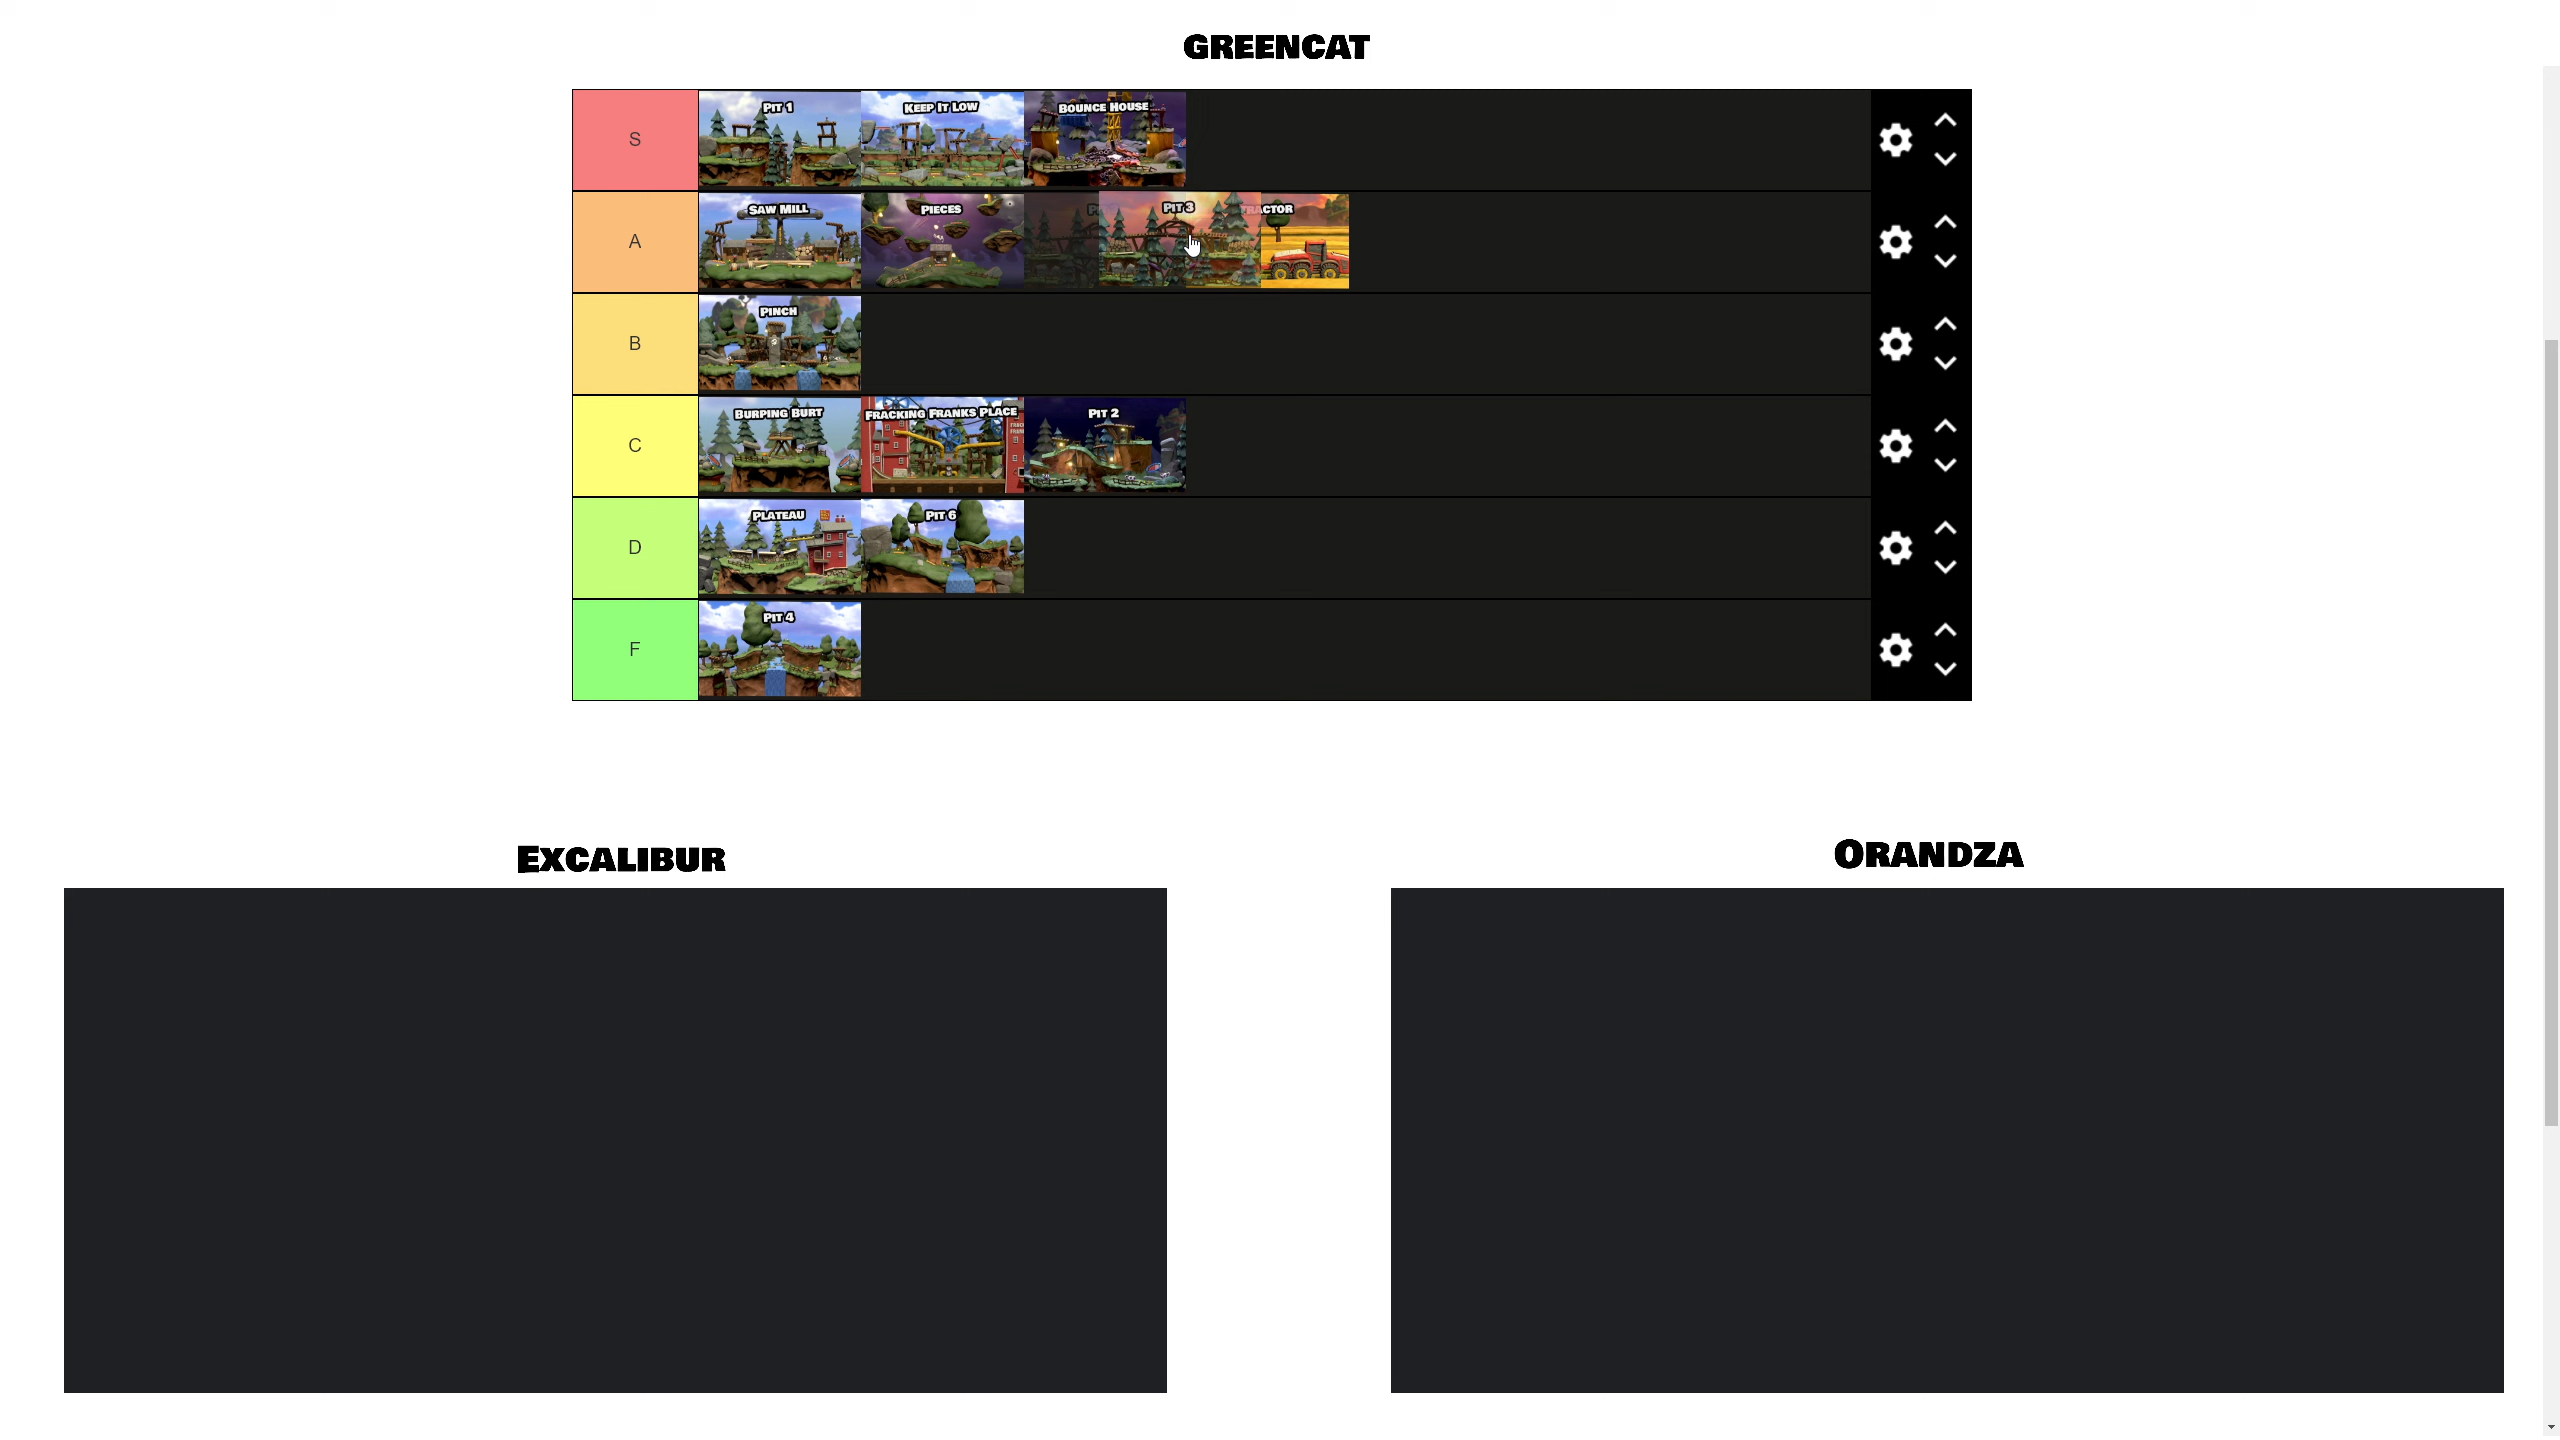 GREENCAT
S
PIT 1
KEEP IT LOW
BOUNCE HOUSE
A
SAW MILL
PIECES
PIT 3
TRACTOR
B
PINCH
C
BURPING BURT
FRACKING FRANKS PLACE
PIT 2
D
PLATEAU
PIT 6
F
PIT 4
EXCALIBUR
ORANDZA